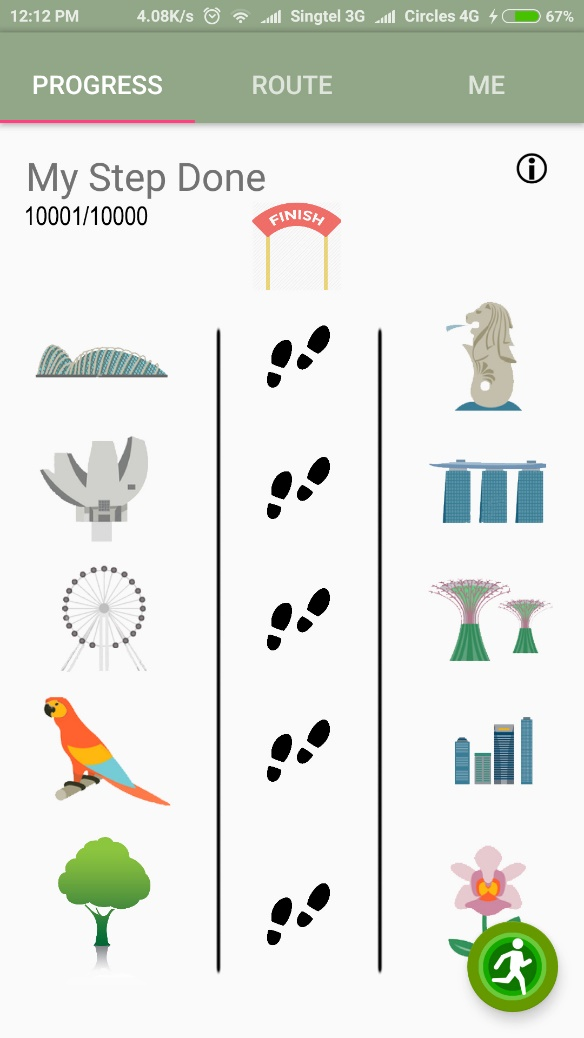 12:12 PM 4.08K/s Singtel 3G Circles 4G 67%
PROGRESS ROUTE ME
My Step Done
10001/10000
FINISH